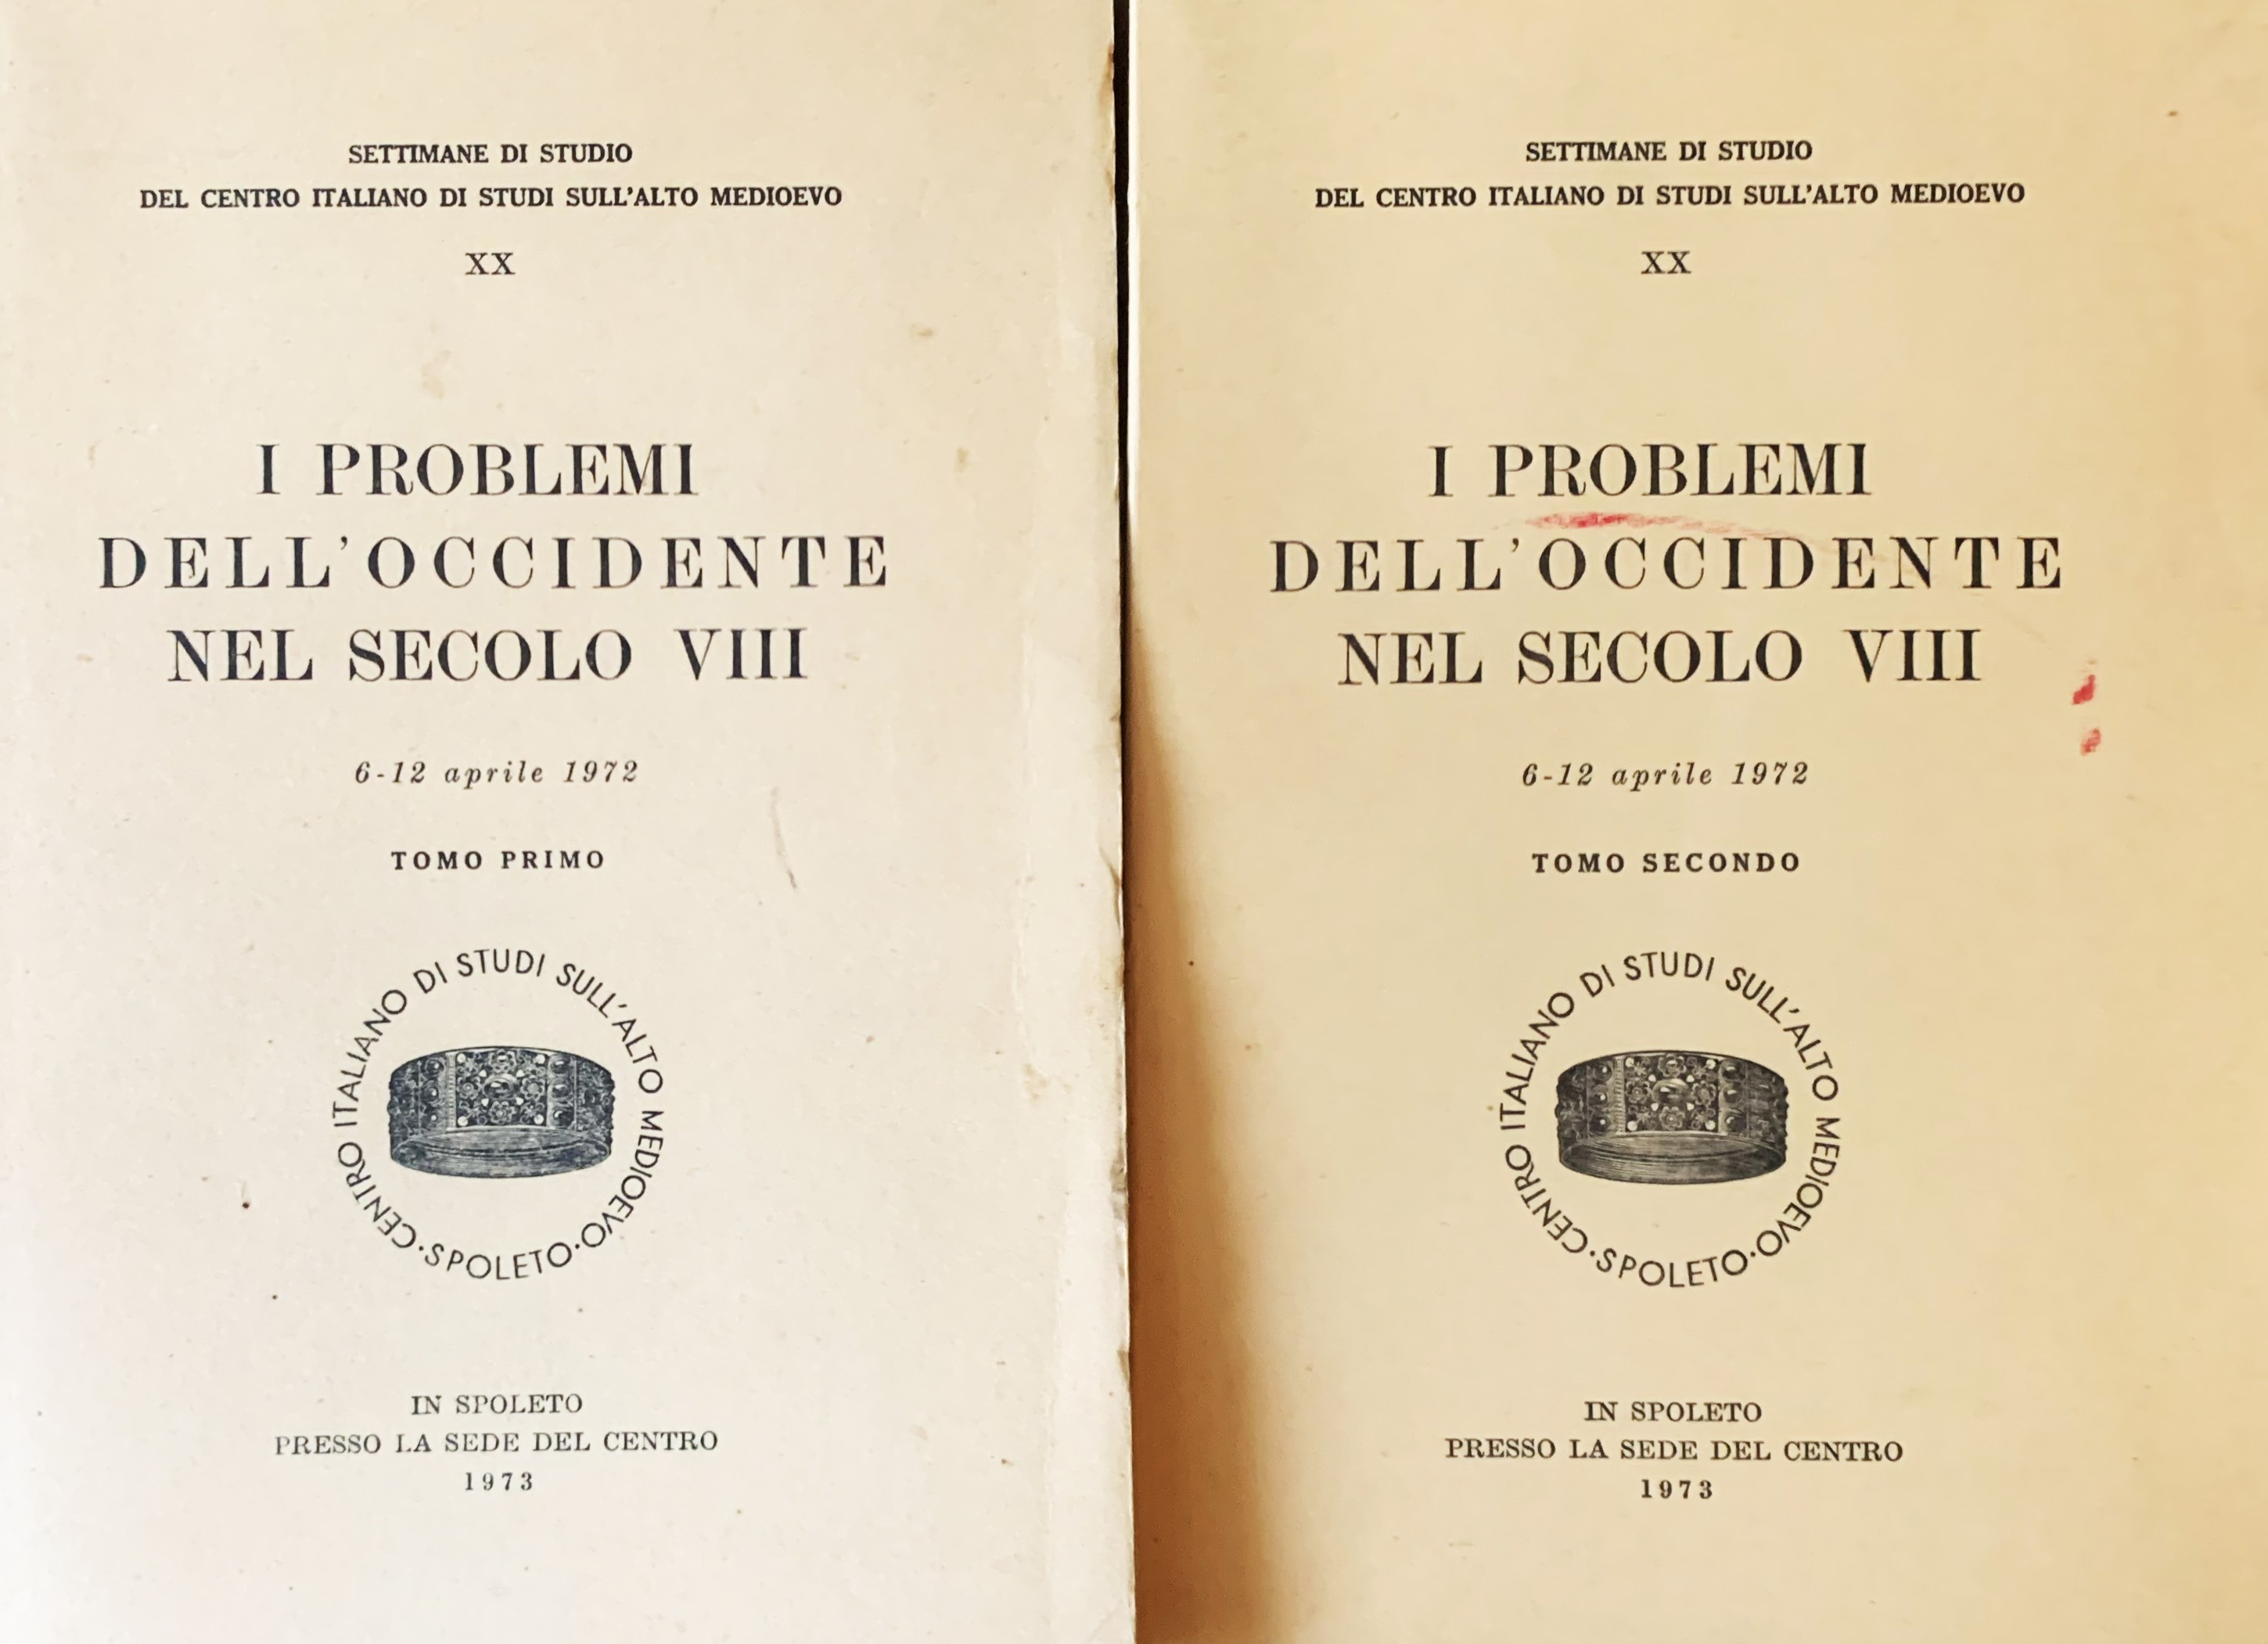 SETTIMANE DI STUDIO
DEL CENTRO ITALIANO DI STUDI SULL'ALTO MEDIOEVO
XX
I PROBLEMI
DELL'OCCIDENTE
NEL SECOLO VIII
6-12 aprile 1972
TOMO PRIMO
CENTRO ITALIANO DI STUDI SULL'ALTO MEDIOEVO · SPOLETO ·
IN SPOLETO
PRESSO LA SEDE DEL CENTRO
1973
SETTIMANE DI STUDIO
DEL CENTRO ITALIANO DI STUDI SULL'ALTO MEDIOEVO
XX
I PROBLEMI
DELL'OCCIDENTE
NEL SECOLO VIII
6-12 aprile 1972
TOMO SECONDO
CENTRO ITALIANO DI STUDI SULL'ALTO MEDIOEVO · SPOLETO ·
IN SPOLETO
PRESSO LA SEDE DEL CENTRO
1973